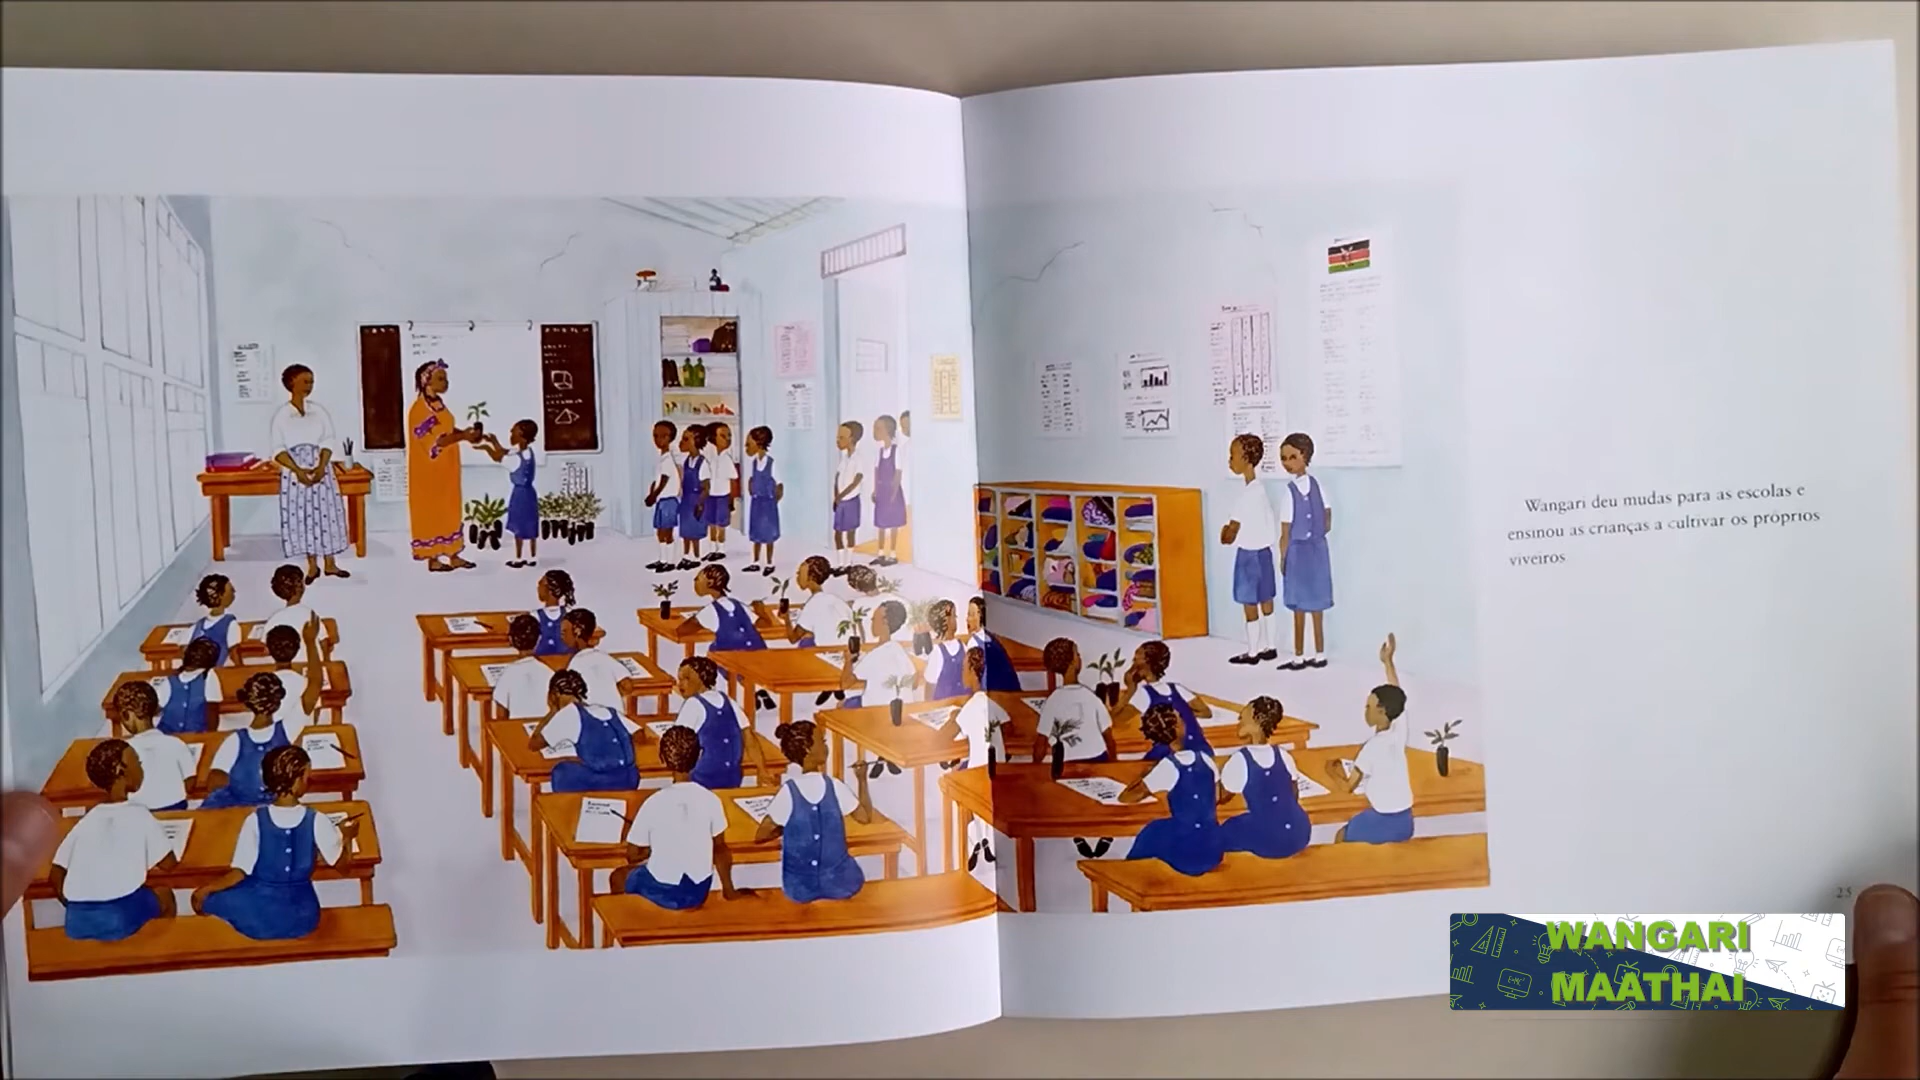 Wangari deu mudas para as escolas e
ensinou as crianças a cultivar os próprios
viveiros
25
WANGARI
MAATHAI